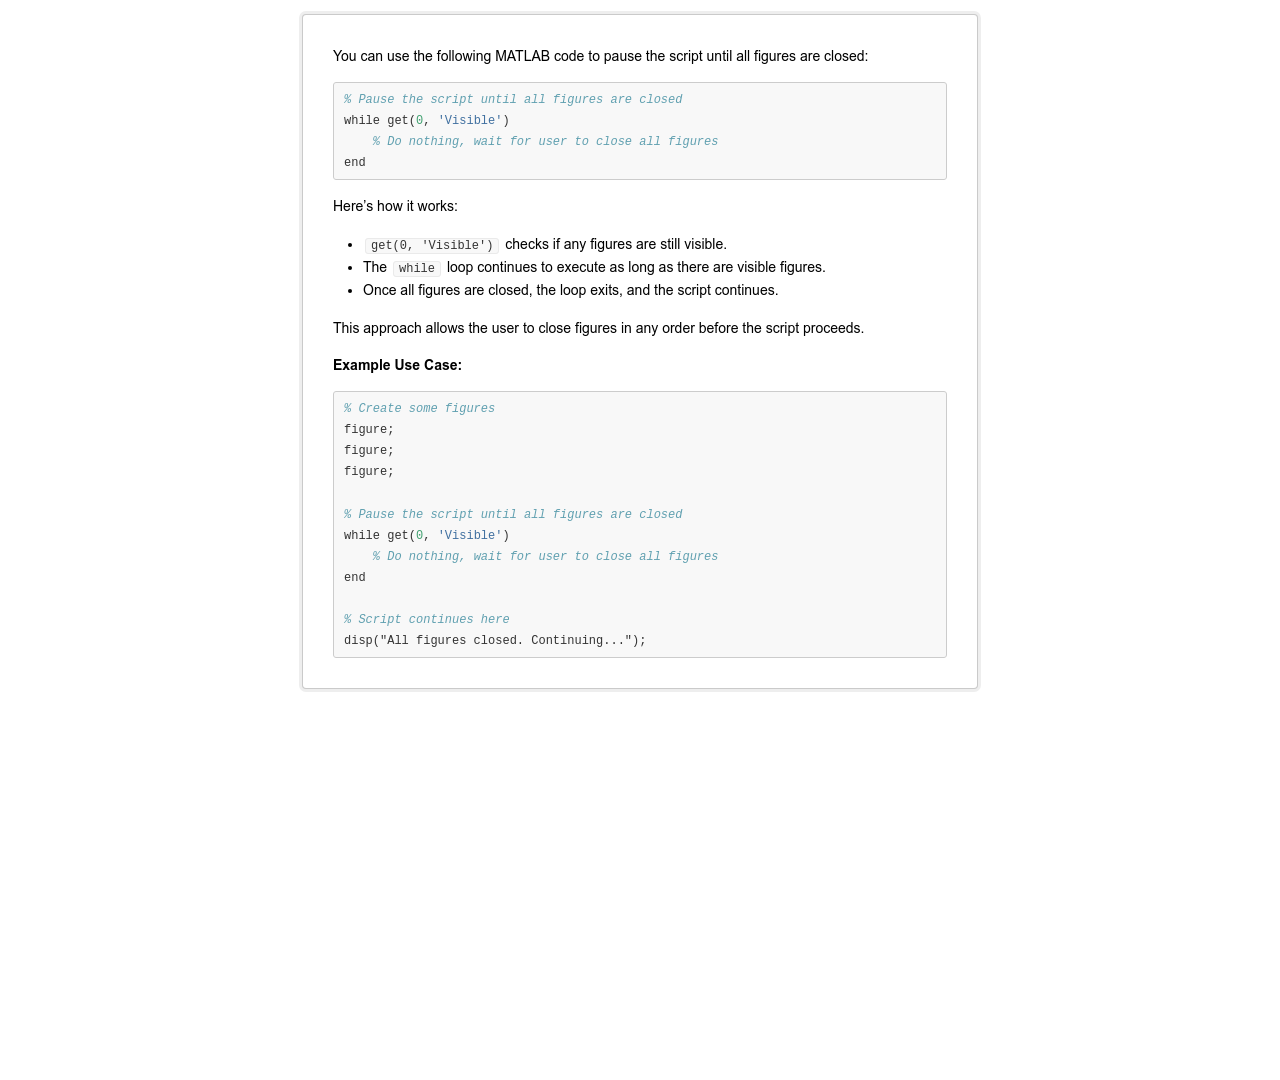 You can use the following MATLAB code to pause the script until all figures are closed:
% Pause the script until all figures are closed
while get(0, 'Visible')
    % Do nothing, wait for user to close all figures
end
Here’s how it works:
• get(0, 'Visible') checks if any figures are still visible.
• The while loop continues to execute as long as there are visible figures.
• Once all figures are closed, the loop exits, and the script continues.
This approach allows the user to close figures in any order before the script proceeds.
Example Use Case:
% Create some figures
figure;
figure;
figure;

% Pause the script until all figures are closed
while get(0, 'Visible')
    % Do nothing, wait for user to close all figures
end

% Script continues here
disp("All figures closed. Continuing...");